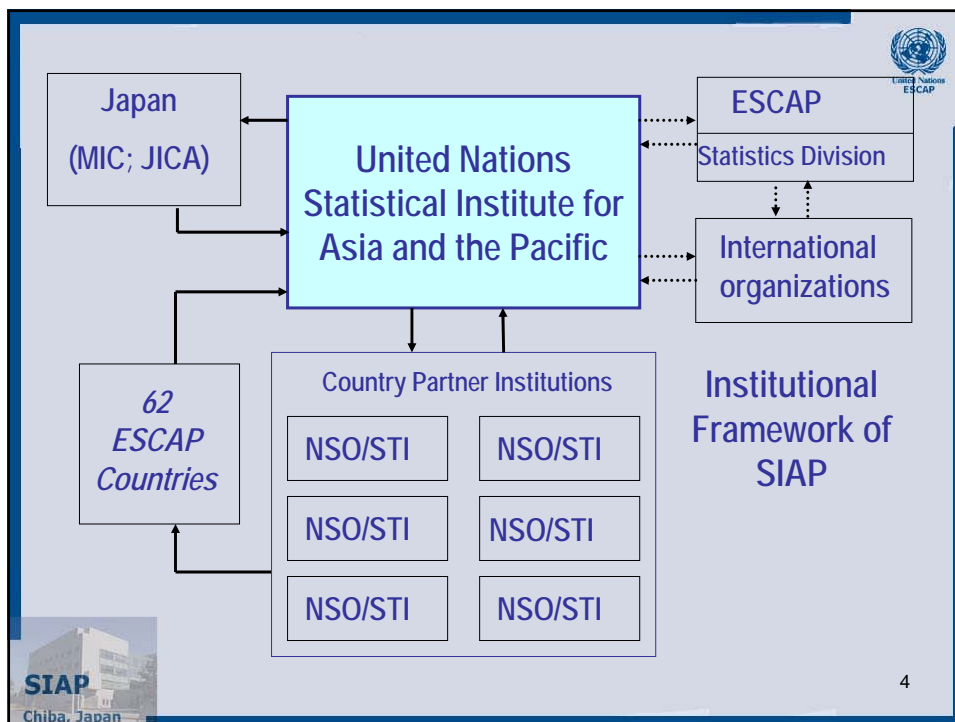 United Nations
ESCAP
Japan
(MIC; JICA)
United Nations
Statistical Institute for
Asia and the Pacific
ESCAP
Statistics Division
International
organizations
62
ESCAP
Countries
Country Partner Institutions
NSO/STI
NSO/STI
NSO/STI
NSO/STI
NSO/STI
NSO/STI
Institutional
Framework of
SIAP
SIAP
Chiba, Japan
4